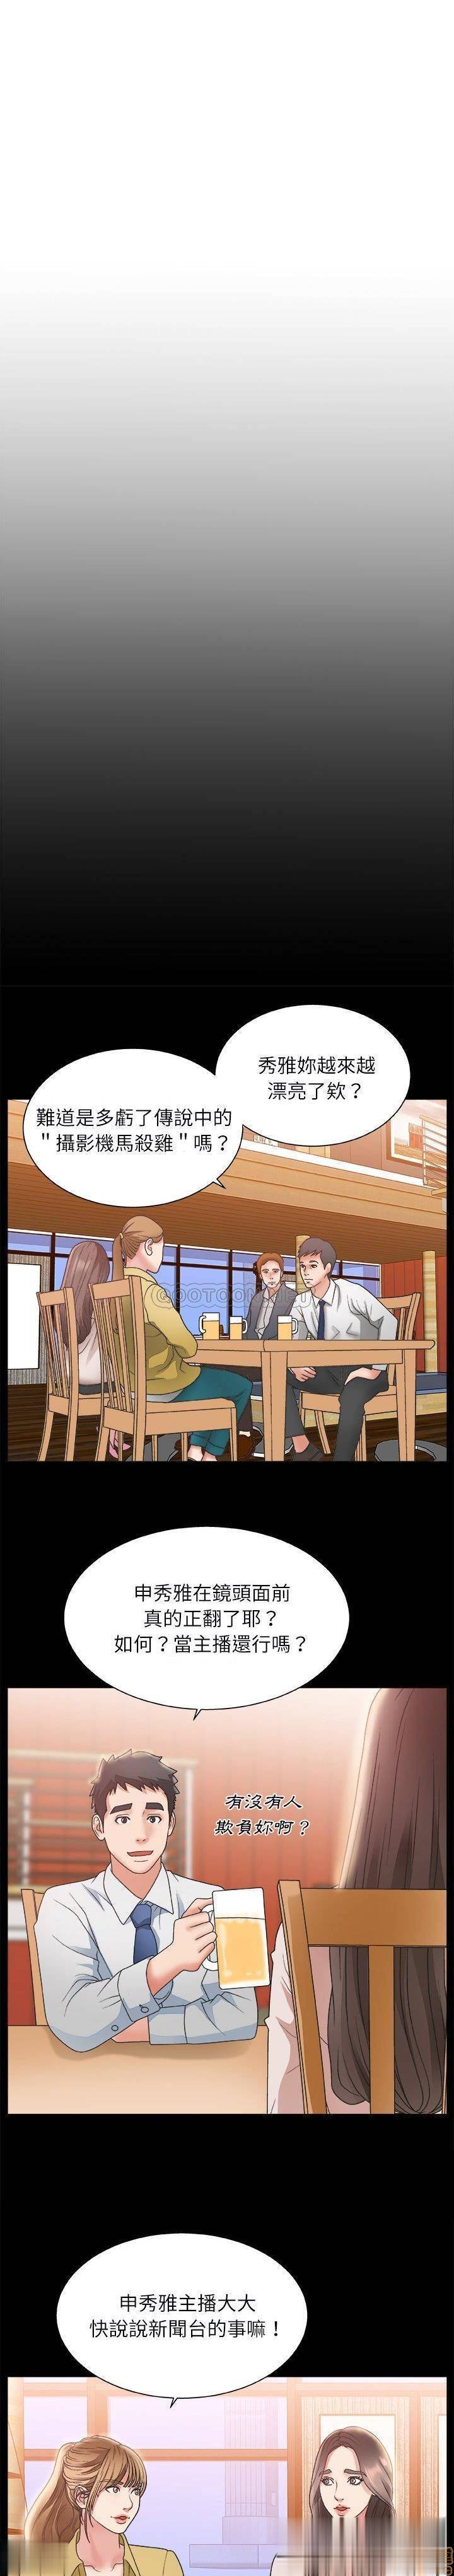 秀雅妳越來越
漂亮了欸？
難道是多虧了傳說中的
"攝影機馬殺雞"嗎？
申秀雅在鏡頭面前
真的正翻了耶？
如何？當主播還行嗎？
有沒有人
欺負妳啊？
申秀雅主播大大
快說說新聞台的事嘛！